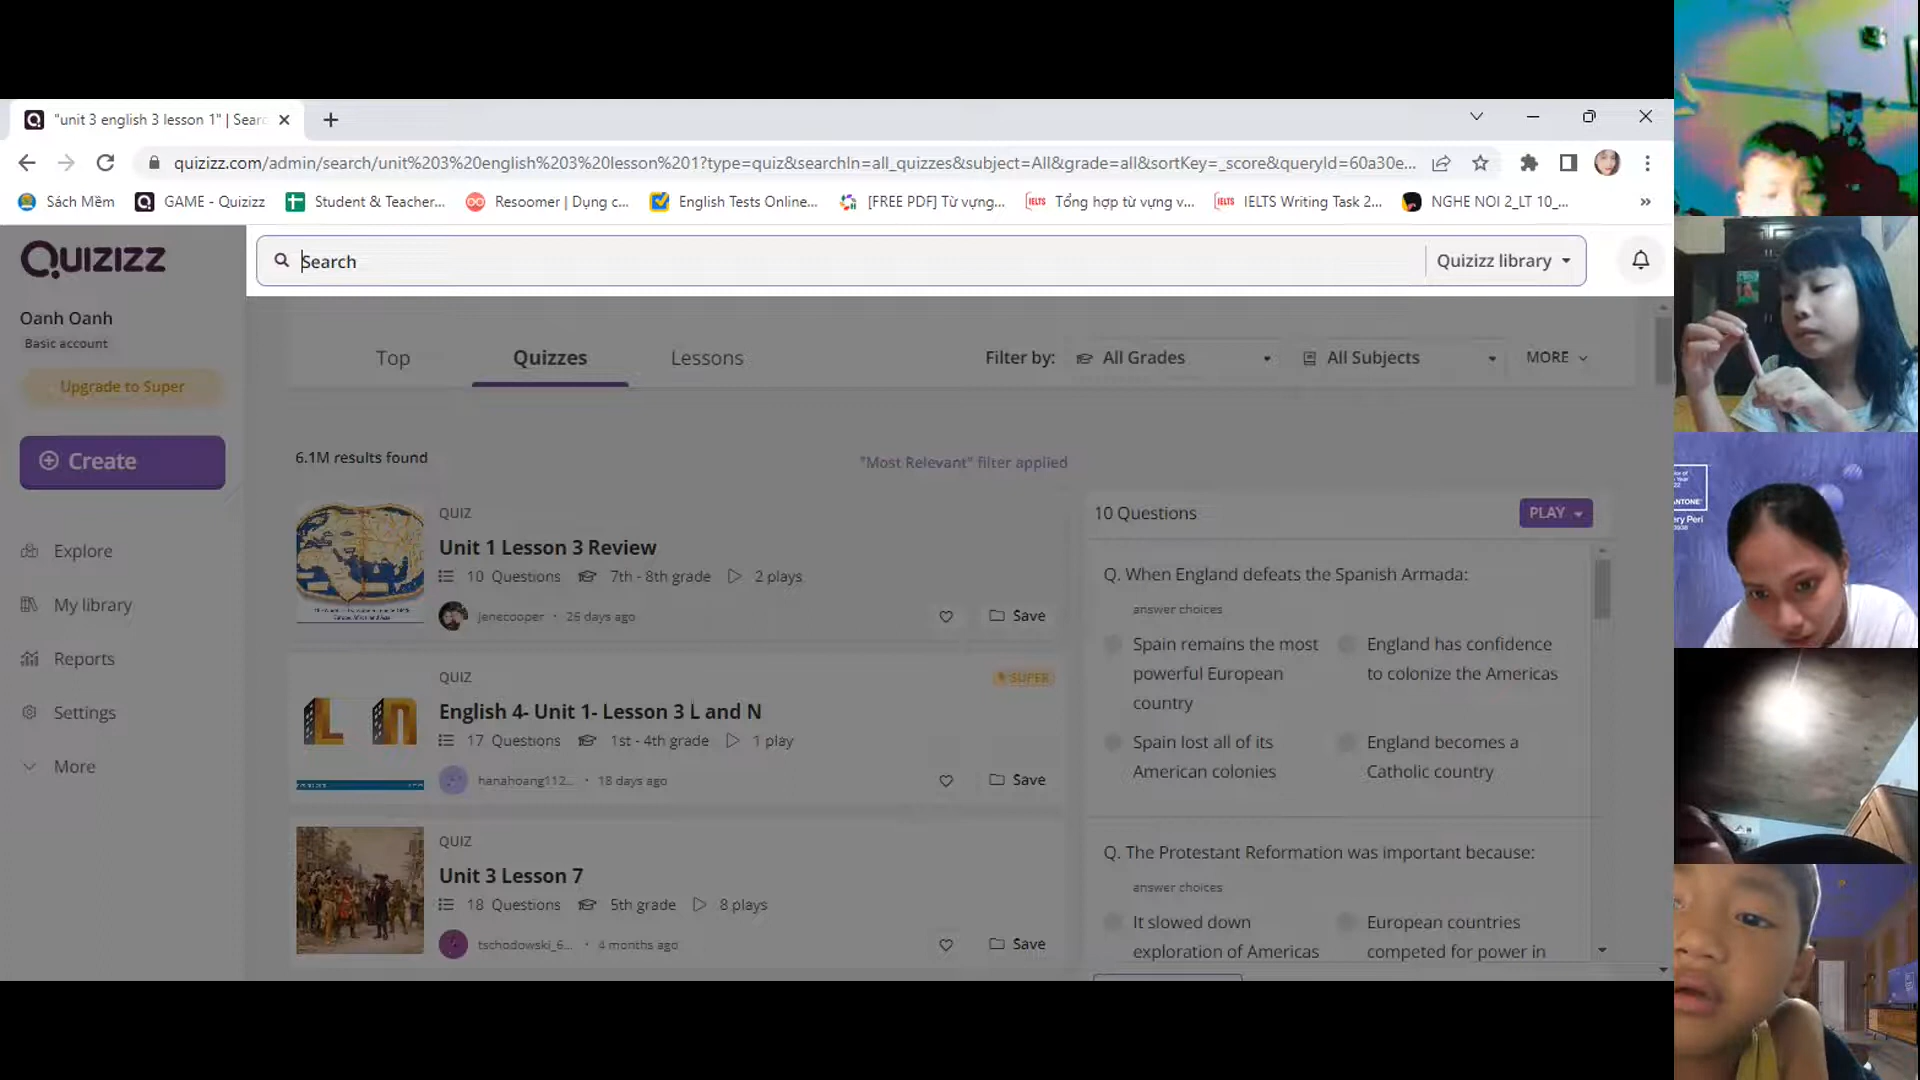 "unit 3 english 3 lesson 1" | Searc
quizizz.com/admin/search/unit%203%20english%203%20lesson%201?type=quiz&searchIn=all_quizzes&subject=All&grade=all&sortKey=_score&queryId=60a30e...
Sách Mềm GAME - Quizizz Student & Teacher... Resoomer | Dụng c... English Tests Online... [FREE PDF] Từ vựng... IELTS Tổng hợp từ vựng v... IELTS IELTS Writing Task 2... NGHE NOI 2_LT 10_... »
Quizizz
Search
Quizizz library
Oanh Oanh
Basic account
Upgrade to Super
Create
Explore
My library
Reports
Settings
More
Top Quizzes Lessons Filter by: All Grades All Subjects MORE
6.1M results found
"Most Relevant" filter applied
QUIZ
Unit 1 Lesson 3 Review
10 Questions 7th - 8th grade 2 plays
jenecooper • 26 days ago
Save
QUIZ
SUPER
English 4- Unit 1- Lesson 3 L and N
17 Questions 1st - 4th grade 1 play
hanahoang112... • 18 days ago
Save
QUIZ
Unit 3 Lesson 7
18 Questions 5th grade 8 plays
tschodowski_6... • 4 months ago
Save
10 Questions
PLAY
Q. When England defeats the Spanish Armada:
answer choices
Spain remains the most powerful European country
England has confidence to colonize the Americas
Spain lost all of its American colonies
England becomes a Catholic country
Q. The Protestant Reformation was important because:
answer choices
It slowed down exploration of Americas
European countries competed for power in
L n
ANTONE
ry Peri